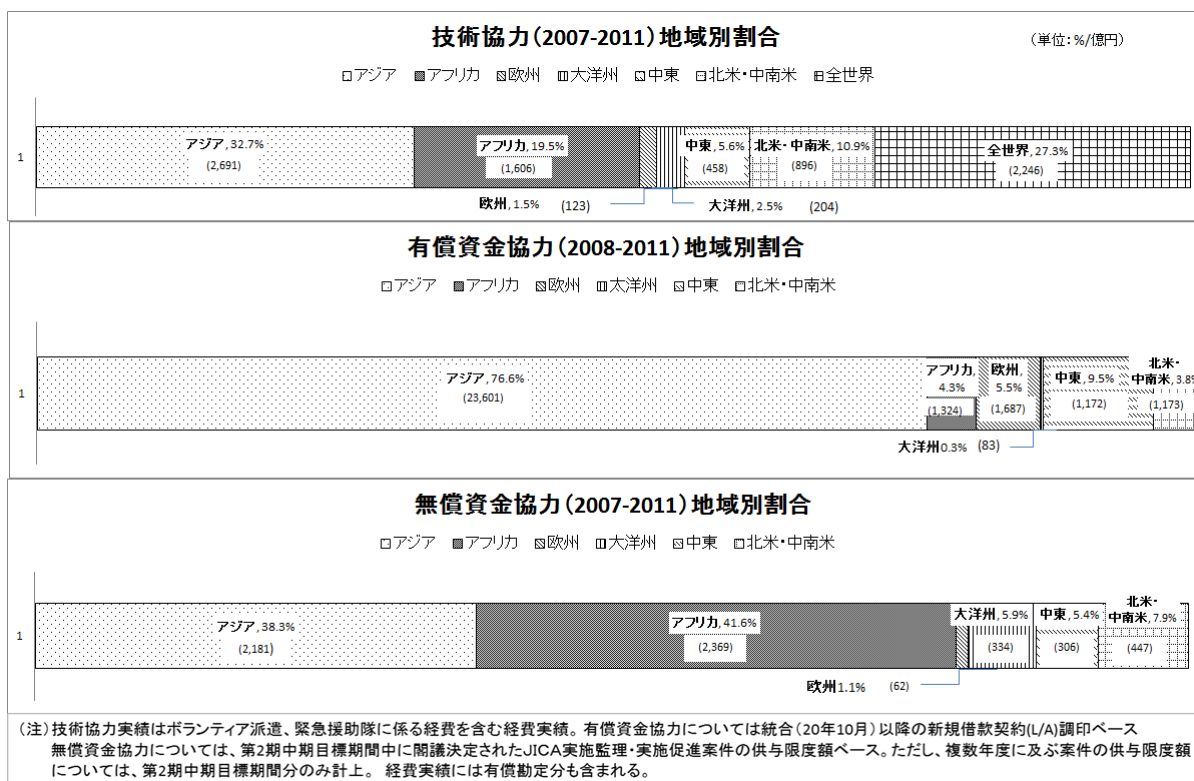 技術協力(2007-2011)地域別割合
(単位:%/億円)
アジア アフリカ 欧州 大洋州 中東 北米・中南米 全世界
1
アジア, 32.7%
(2,691)
アフリカ, 19.5%
(1,606)
中東, 5.6%
(458)
北米・中南米, 10.9%
(896)
全世界, 27.3%
(2,246)
欧州, 1.5% (123)
大洋州, 2.5% (204)
有償資金協力(2008-2011)地域別割合
アジア アフリカ 欧州 大洋州 中東 北米・中南米
1
アジア, 76.6%
(23,601)
アフリカ,
4.3%
(1,324)
欧州,
5.5%
(1,687)
中東, 9.5%
(1,172)
北米・
中南米, 3.8%
(1,173)
大洋州0.3% (83)
無償資金協力(2007-2011)地域別割合
アジア アフリカ 欧州 大洋州 中東 北米・中南米
1
アジア, 38.3%
(2,181)
アフリカ, 41.6%
(2,369)
大洋州, 5.9%
(334)
中東, 5.4%
(306)
北米・
中南米, 7.9%
(447)
欧州1.1% (62)
(注)技術協力実績はボランティア派遣、緊急援助隊に係る経費を含む経費実績。有償資金協力については統合(20年10月)以降の新規借款契約(L/A)調印ベース
無償資金協力については、第2期中期目標期間中に閣議決定されたJICA実施監理・実施促進案件の供与限度額ベース。ただし、複数年度に及ぶ案件の供与限度額
については、第2期中期目標期間分のみ計上。 経費実績には有償勘定分も含まれる。